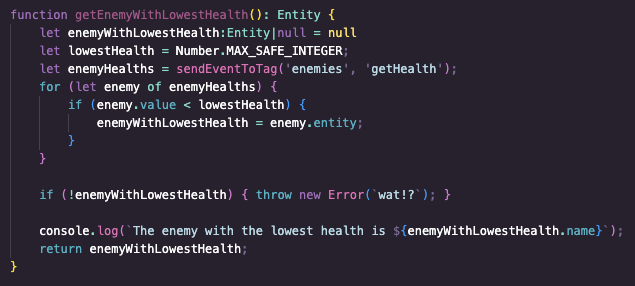 function getEnemyWithLowestHealth(): Entity {
    let enemyWithLowestHealth:Entity|null = null
    let lowestHealth = Number.MAX_SAFE_INTEGER;
    let enemyHealths = sendEventToTag('enemies', 'getHealth');
    for (let enemy of enemyHealths) {
        if (enemy.value < lowestHealth) {
            enemyWithLowestHealth = enemy.entity;
        }
    }

    if (!enemyWithLowestHealth) { throw new Error(`wat!?`); }

    console.log(`The enemy with the lowest health is ${enemyWithLowestHealth.name}`);
    return enemyWithLowestHealth;
}